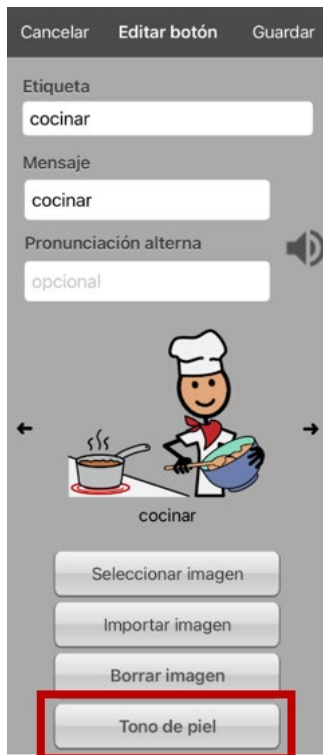 Cancelar Editar botón Guardar
Etiqueta
cocinar
Mensaje
cocinar
Pronunciación alterna
opcional
cocinar
Seleccionar imagen
Importar imagen
Borrar imagen
Tono de piel